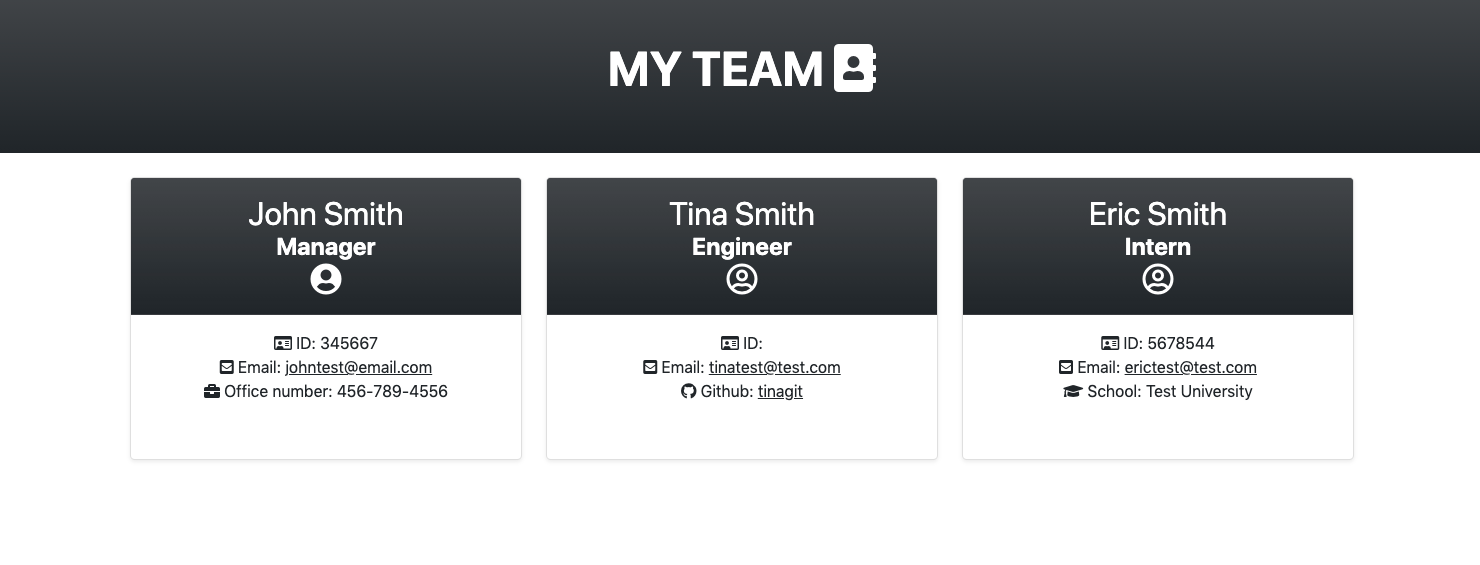 MY TEAM
John Smith
Manager
ID: 345667
Email: johntest@email.com
Office number: 456-789-4556
Tina Smith
Engineer
ID:
Email: tinatest@test.com
Github: tinagit
Eric Smith
Intern
ID: 5678544
Email: erictest@test.com
School: Test University